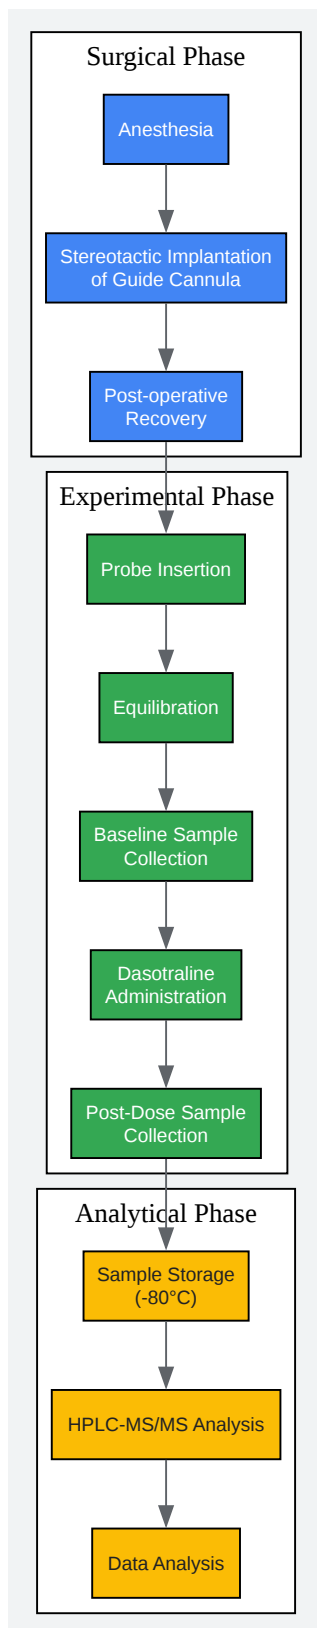 Surgical Phase
Anesthesia
Stereotactic Implantation
of Guide Cannula
Post-operative
Recovery
Experimental Phase
Probe Insertion
Equilibration
Baseline Sample
Collection
Dasotraline
Administration
Post-Dose Sample
Collection
Analytical Phase
Sample Storage
(-80°C)
HPLC-MS/MS Analysis
Data Analysis